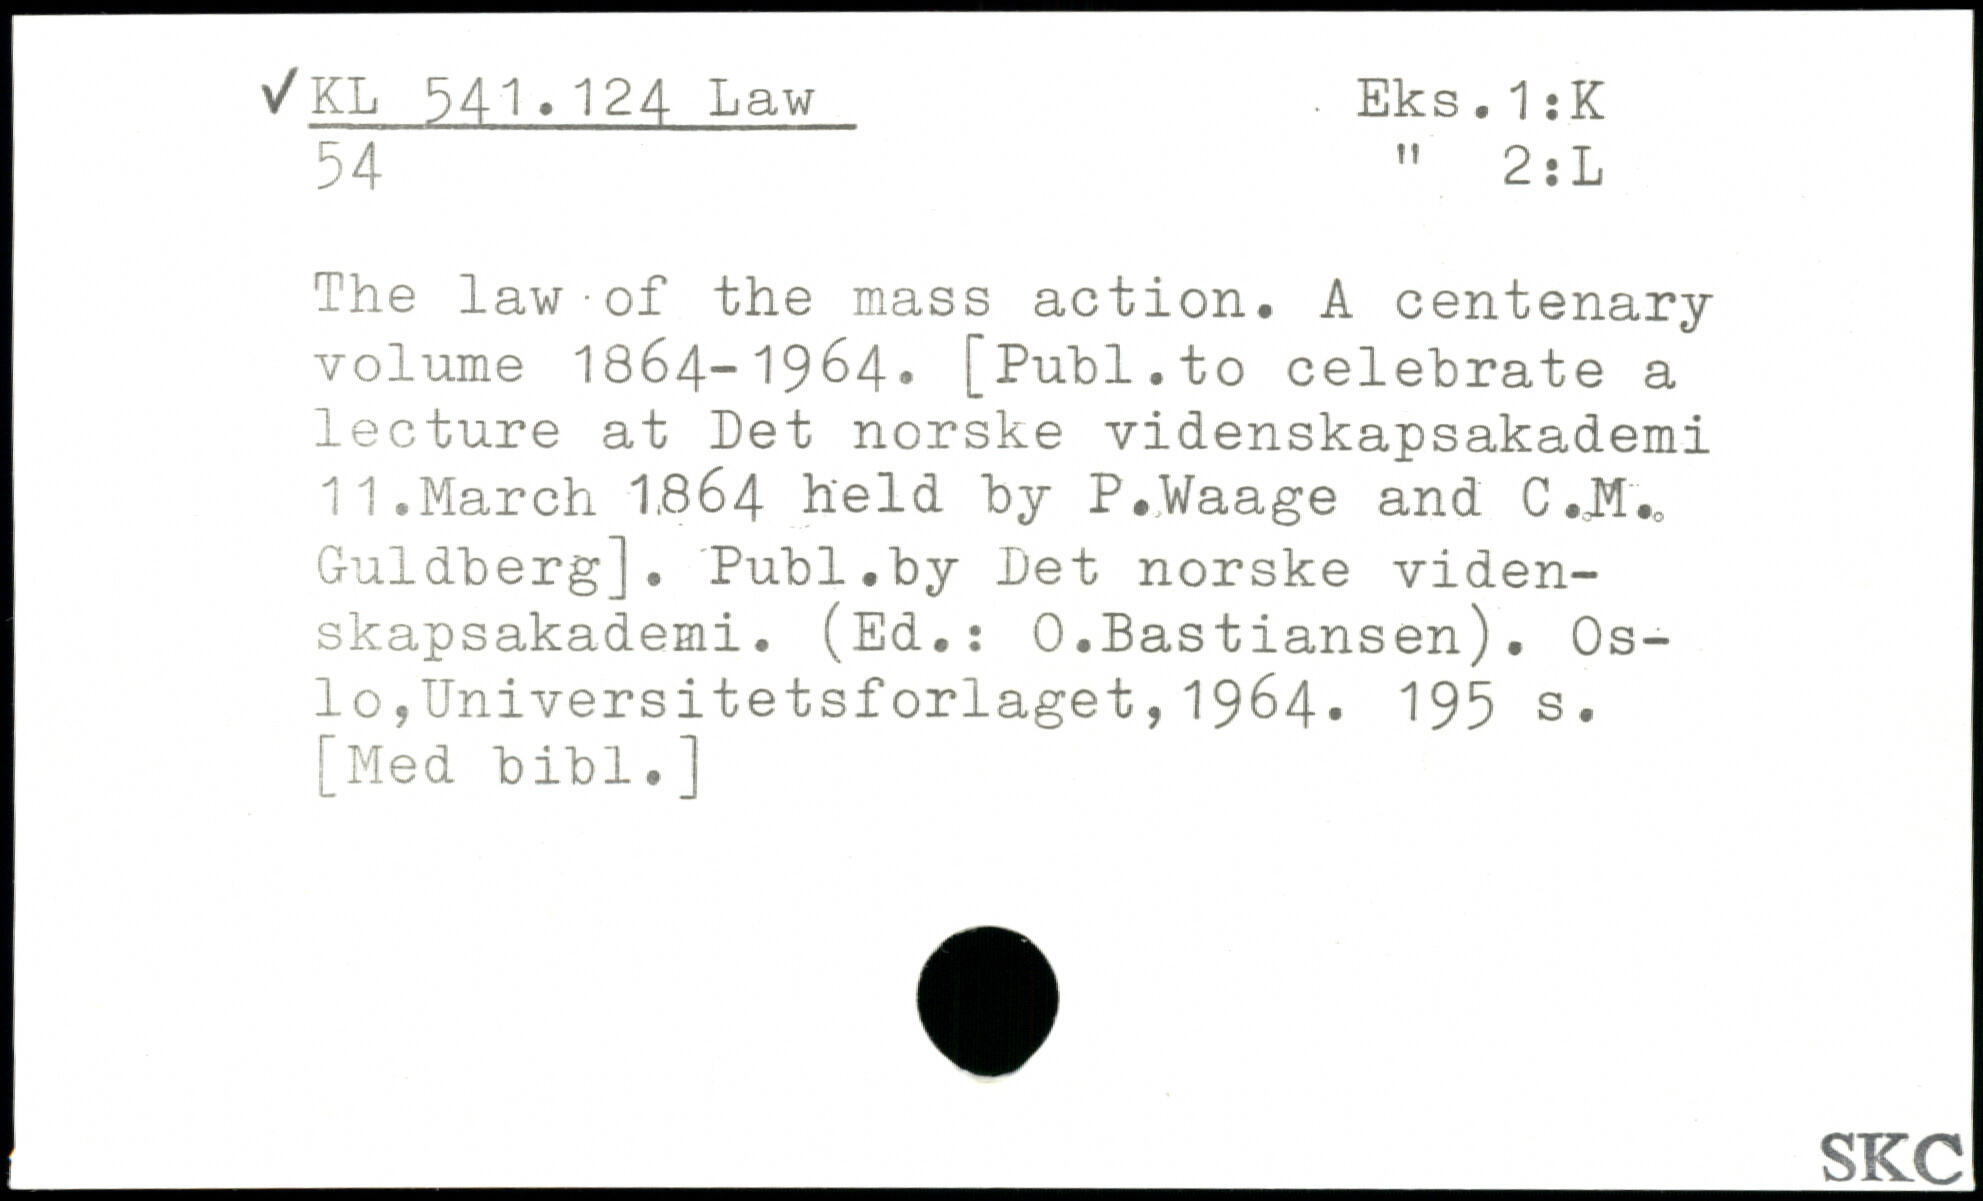 ✓ KL 541.124 Law
Eks.1:K
54
" 2:L
The law of the mass action. A centenary
volume 1864-1964. [Publ.to celebrate a
lecture at Det norske videnskapsakademi
11.March 1864 held by P.Waage and C.M.
Guldberg]. Publ.by Det norske viden-
skapsakademi. (Ed.: O.Bastiansen). Os-
lo,Universitetsforlaget,1964. 195 s.
[Med bibl.]
SKC